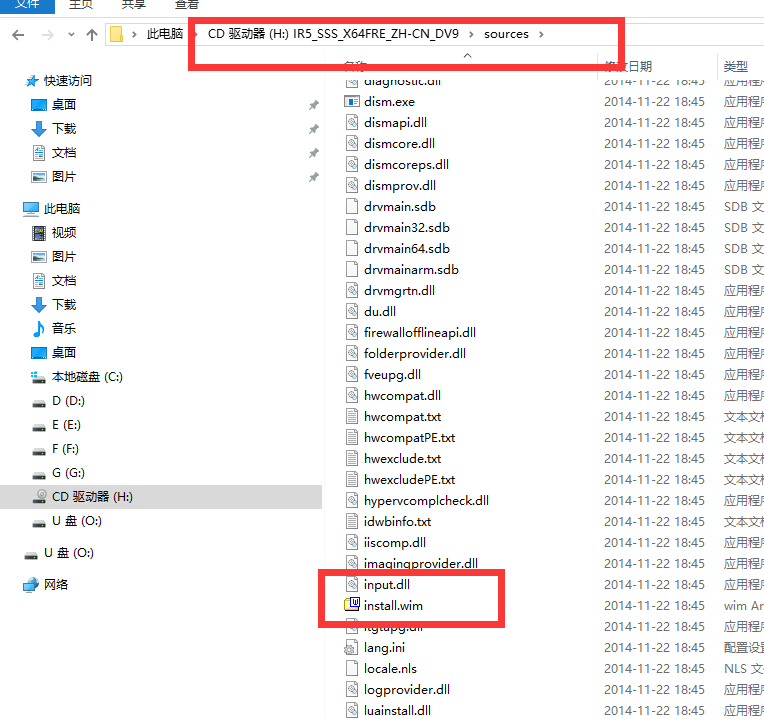 文件 主页 共享 查看
此电脑 CD 驱动器 (H:) IR5_SSS_X64FRE_ZH-CN_DV9 sources
名称 修改日期 类型
快速访问
桌面
下载
文档
图片
此电脑
视频
图片
文档
下载
音乐
桌面
本地磁盘 (C:)
D (D:)
E (E:)
F (F:)
G (G:)
CD 驱动器 (H:)
U 盘 (O:)
U 盘 (O:)
网络
diagnostic.dll 2014-11-22 18:45 应用程序
dism.exe 2014-11-22 18:45 应用程序
dismapi.dll 2014-11-22 18:45 应用程序
dismcore.dll 2014-11-22 18:45 应用程序
dismcoreps.dll 2014-11-22 18:45 应用程序
dismprov.dll 2014-11-22 18:45 应用程序
drvmain.sdb 2014-11-22 18:45 SDB 文
drvmain32.sdb 2014-11-22 18:45 SDB 文
drvmain64.sdb 2014-11-22 18:45 SDB 文
drvmainarm.sdb 2014-11-22 18:45 SDB 文
drvmgrtn.dll 2014-11-22 18:45 应用程序
du.dll 2014-11-22 18:45 应用程序
firewallofflineapi.dll 2014-11-22 18:45 应用程序
folderprovider.dll 2014-11-22 18:45 应用程序
fveupg.dll 2014-11-22 18:45 应用程序
hwcompat.dll 2014-11-22 18:45 应用程序
hwcompat.txt 2014-11-22 18:45 文本文档
hwcompatPE.txt 2014-11-22 18:45 文本文档
hwexclude.txt 2014-11-22 18:45 文本文档
hwexcludePE.txt 2014-11-22 18:45 文本文档
hypervcomplcheck.dll 2014-11-22 18:45 应用程序
idwbinfo.txt 2014-11-22 18:45 文本文档
iiscomp.dll 2014-11-22 18:45 应用程序
imagingprovider.dll 2014-11-22 18:45 应用程序
input.dll 2014-11-22 18:45 应用程序
install.wim 2014-11-22 18:45 wim Ar
2014-11-22 18:45 应用程序
lang.ini 2014-11-22 18:45 配置设置
locale.nls 2014-11-22 18:45 NLS 文
logprovider.dll 2014-11-22 18:45 应用程序
luainstall.dll 2014-11-22 18:45 应用程序